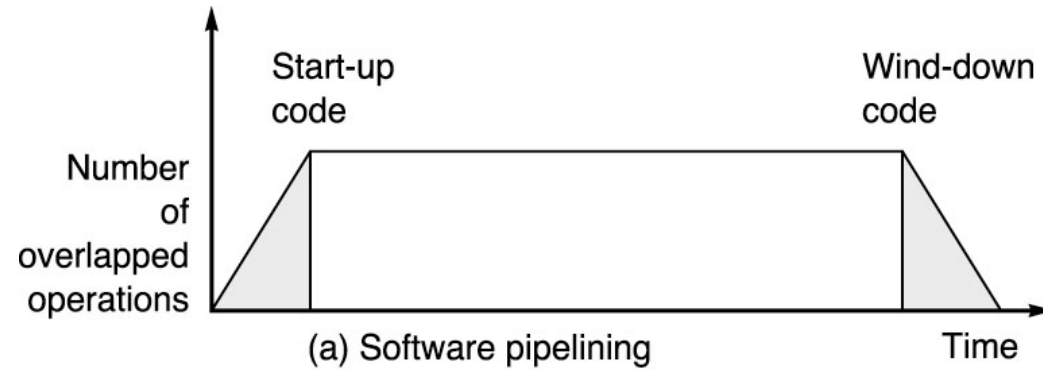 Start-up
code
Wind-down
code
Number
of
overlapped
operations
(a) Software pipelining
Time